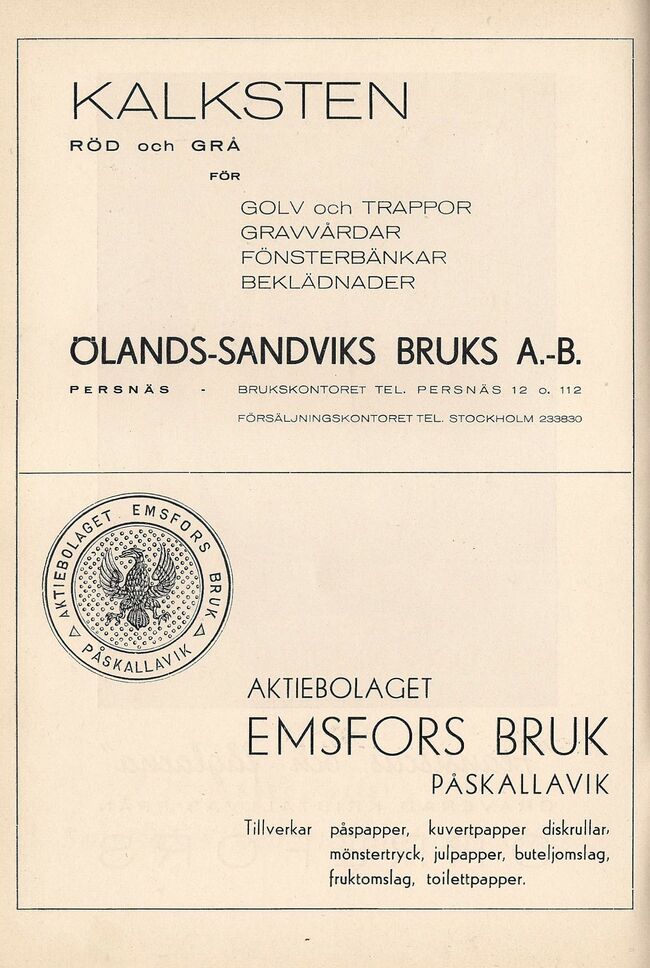 KALKSTEN
RÖD och GRÅ
FÖR
GOLV och TRAPPOR
GRAVVÅRDAR
FÖNSTERBÄNKAR
BEKLÄDNADER
ÖLANDS-SANDVIKS BRUKS A.-B.
PERSNÄS - BRUKSKONTORET TEL. PERSNÄS 12 o. 112
FÖRSÄLJNINGSKONTORET TEL. STOCKHOLM 233830
AKTIEBOLAGET EMSFORS BRUK
PÅSKALLAVIK
AKTIEBOLAGET
EMSFORS BRUK
PÅSKALLAVIK
Tillverkar påspapper, kuvertpapper diskrullar,
mönstertryck, julpapper, buteljomslag,
fruktomslag, toilettpapper.